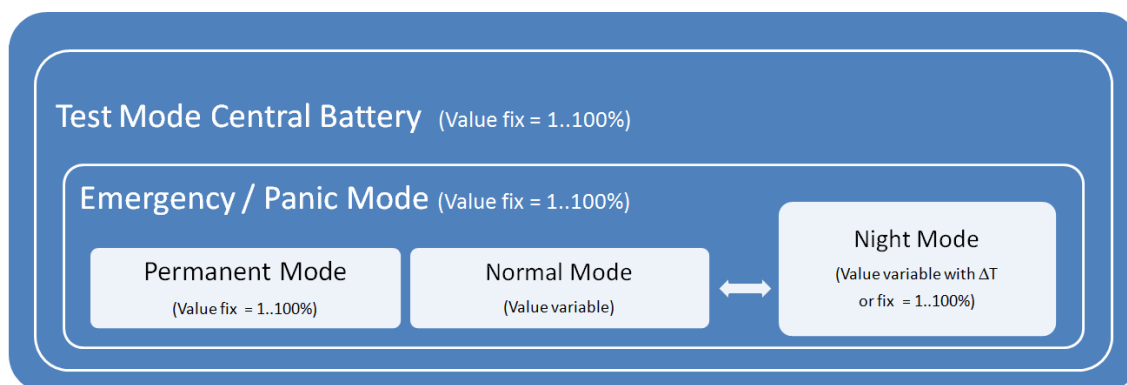 Test Mode Central Battery (Value fix = 1..100%)
Emergency / Panic Mode (Value fix = 1..100%)
Permanent Mode
(Value fix = 1..100%)
Normal Mode
(Value variable)
Night Mode
(Value variable with ΔT
or fix = 1..100%)